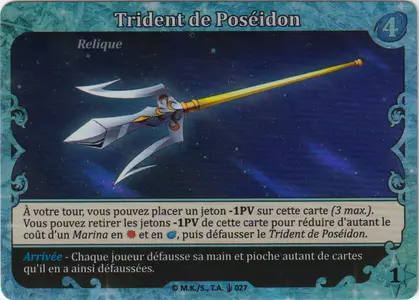 Trident de Poséidon
4
Relique
À votre tour, vous pouvez placer un jeton -1PV sur cette carte (3 max.).
Vous pouvez retirer les jetons -1PV de cette carte pour réduire d'autant le
coût d'un Marina en et en , puis défausser le Trident de Poséidon.
Arrivée - Chaque joueur défausse sa main et pioche autant de cartes
qu'il en a ainsi défaussées.
1
© M.K./S., T.A. 027